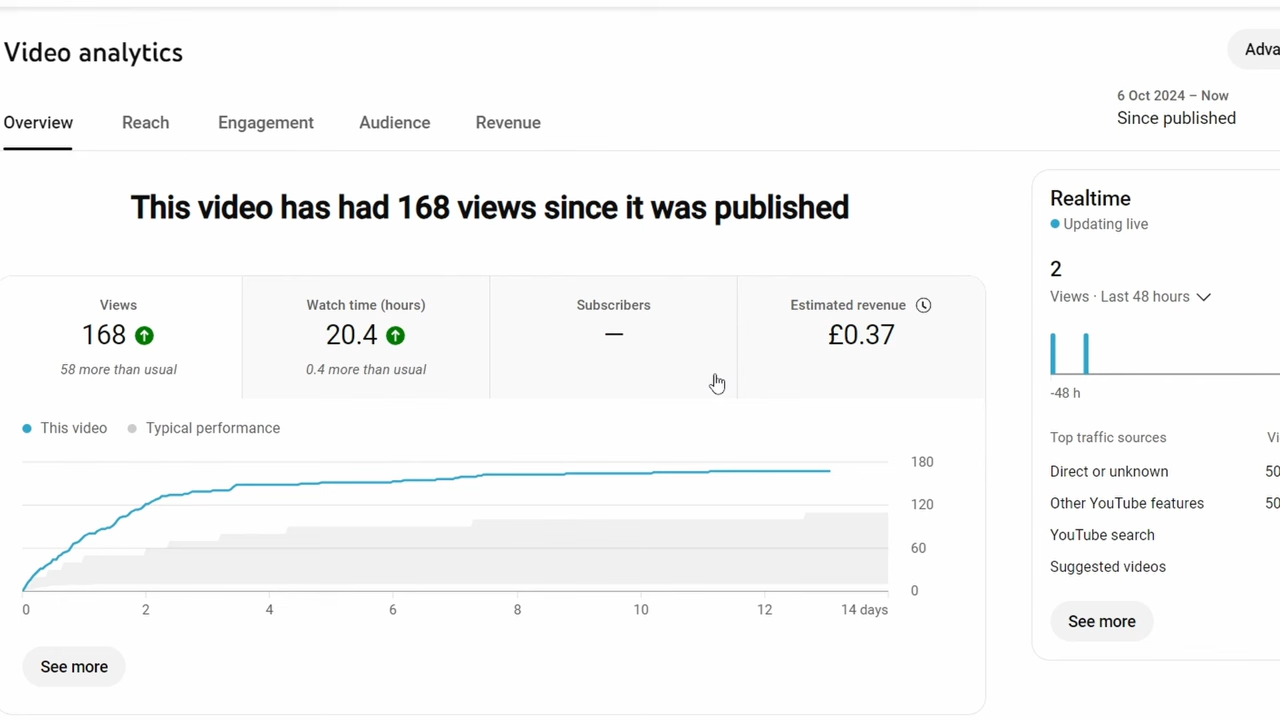 Video analytics
Adva
Overview Reach Engagement Audience Revenue
6 Oct 2024 – Now
Since published
This video has had 168 views since it was published
Views
168
58 more than usual
Watch time (hours)
20.4
0.4 more than usual
Subscribers
—
Estimated revenue
£0.37
This video Typical performance
180
120
60
0
0 2 4 6 8 10 12 14 days
See more
Realtime
Updating live
2
Views · Last 48 hours
-48 h
Top traffic sources Vi
Direct or unknown 50
Other YouTube features 50
YouTube search
Suggested videos
See more